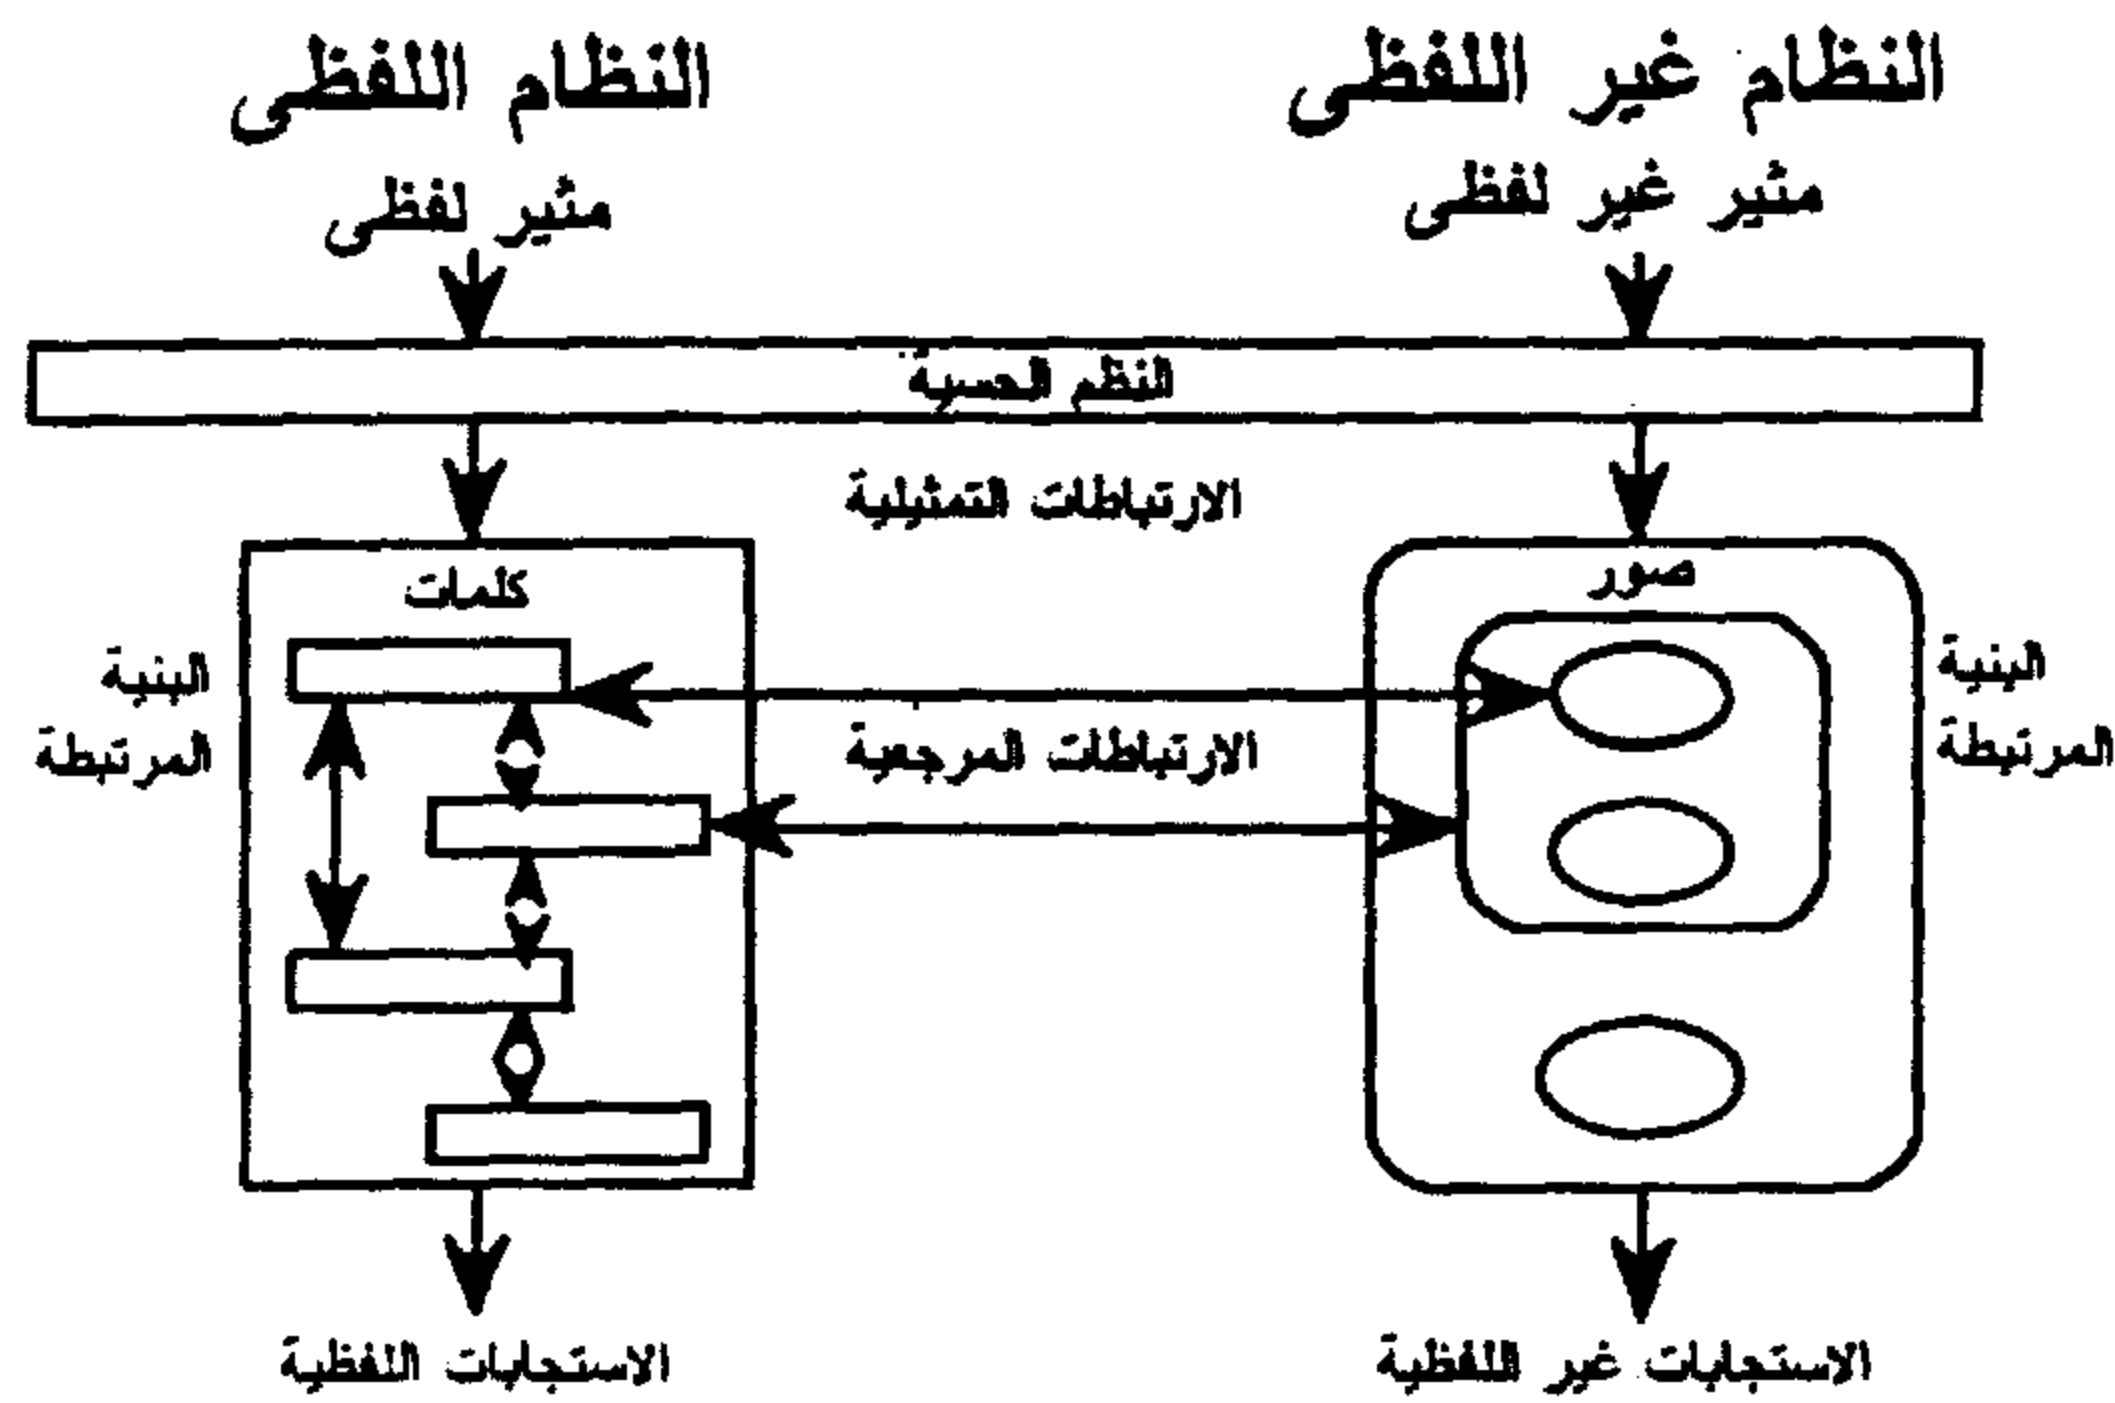 النظام غير اللفظى
النظام اللفظى
مثير غير لفظى
مثير لفظى
النظم الحسية
الارتباطات التمثيلية
صور
كلمات
البنية
المرتبطة
الارتباطات المرجعية
البنية
المرتبطة
الاستجابات غير اللفظية
الاستجابات اللفظية